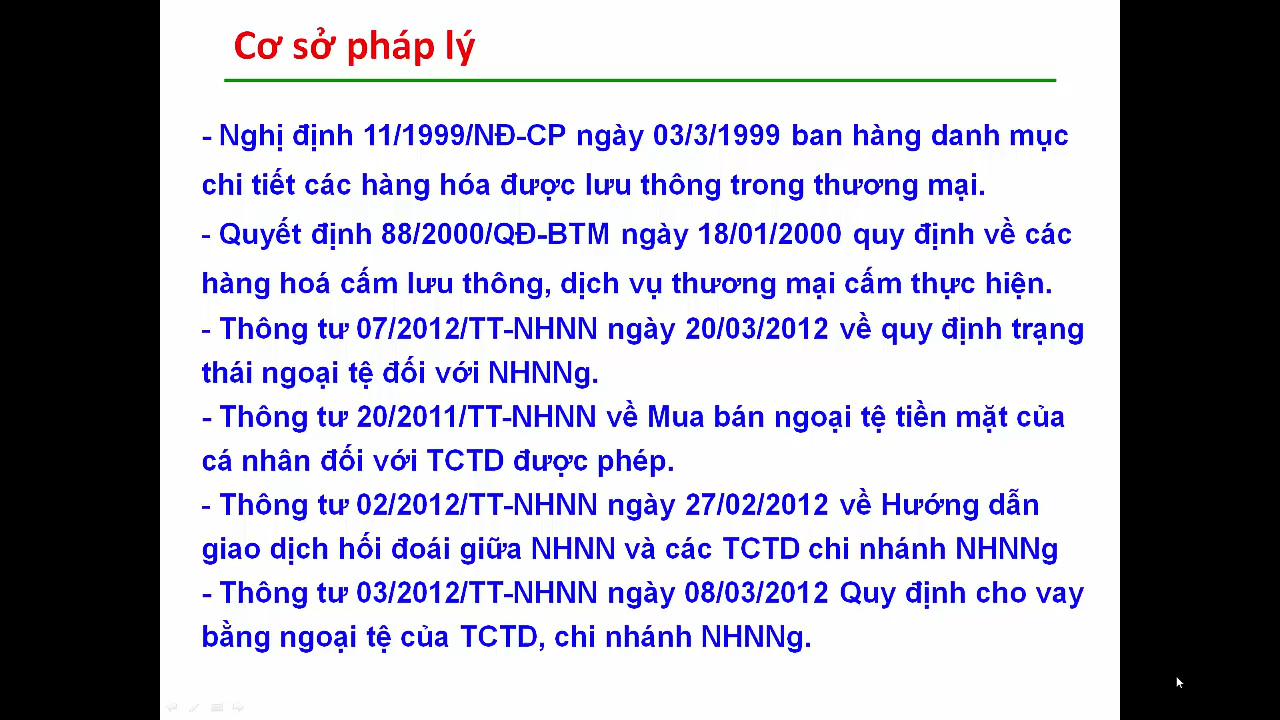 Cơ sở pháp lý
- Nghị định 11/1999/NĐ-CP ngày 03/3/1999 ban hàng danh mục
chi tiết các hàng hóa được lưu thông trong thương mại.
- Quyết định 88/2000/QĐ-BTM ngày 18/01/2000 quy định về các
hàng hoá cấm lưu thông, dịch vụ thương mại cấm thực hiện.
- Thông tư 07/2012/TT-NHNN ngày 20/03/2012 về quy định trạng
thái ngoại tệ đối với NHNNg.
- Thông tư 20/2011/TT-NHNN về Mua bán ngoại tệ tiền mặt của
cá nhân đối với TCTD được phép.
- Thông tư 02/2012/TT-NHNN ngày 27/02/2012 về Hướng dẫn
giao dịch hối đoái giữa NHNN và các TCTD chi nhánh NHNNg
- Thông tư 03/2012/TT-NHNN ngày 08/03/2012 Quy định cho vay
bằng ngoại tệ của TCTD, chi nhánh NHNNg.